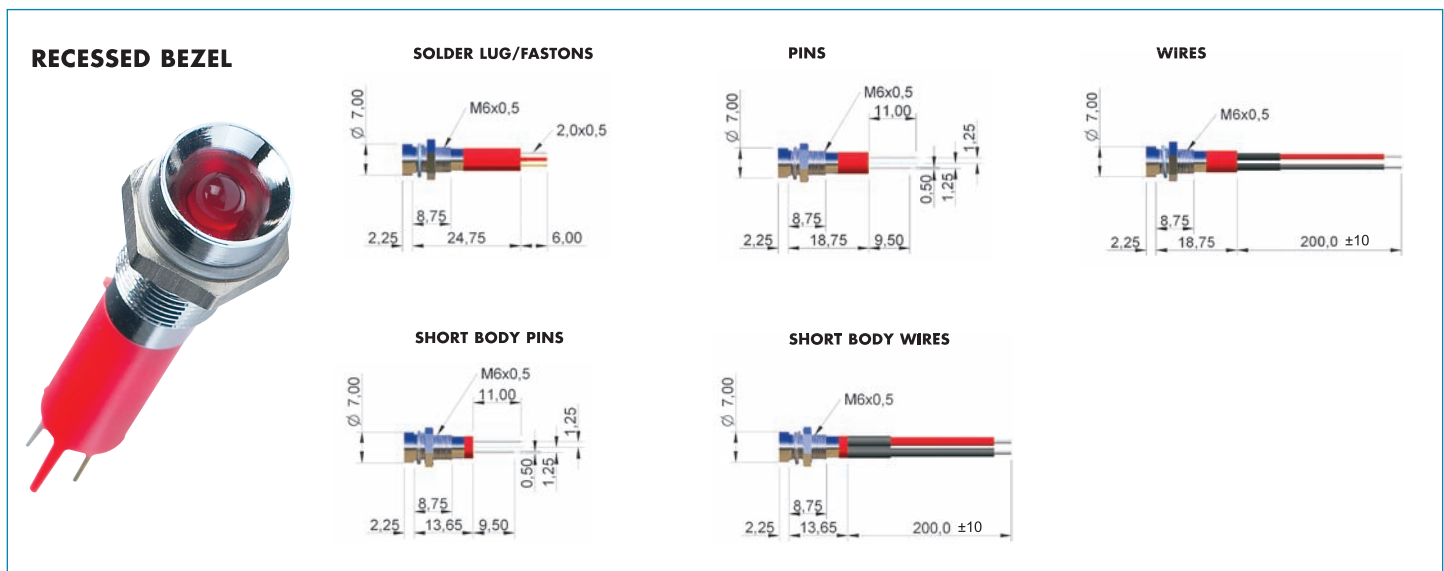 RECESSED BEZEL
SOLDER LUG/FASTONS
Ø 7,00
M6x0,5
2,0x0,5
8,75
2,25
24,75
6,00
PINS
Ø 7,00
M6x0,5
11,00
1,25
0,50
1,25
8,75
2,25
18,75
9,50
WIRES
Ø 7,00
M6x0,5
8,75
2,25
18,75
200,0 ±10
SHORT BODY PINS
Ø 7,00
M6x0,5
11,00
1,25
0,50
1,25
8,75
2,25
13,65
9,50
SHORT BODY WIRES
Ø 7,00
M6x0,5
8,75
2,25
13,65
200,0 ±10